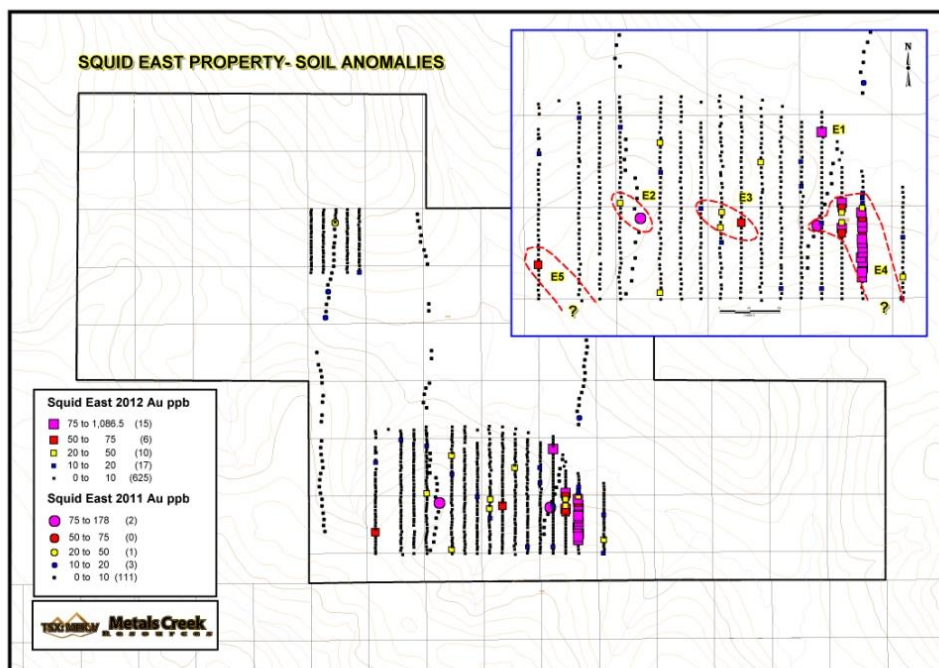 SQUID EAST PROPERTY- SOIL ANOMALIES
N
E1
E2
E3
E4
E5
?
?
Squid East 2012 Au ppb
75 to 1,086.5 (15)
50 to 75 (6)
20 to 50 (10)
10 to 20 (17)
0 to 10 (625)
Squid East 2011 Au ppb
75 to 178 (2)
50 to 75 (0)
20 to 50 (1)
10 to 20 (3)
0 to 10 (111)
Metals Creek
Resources